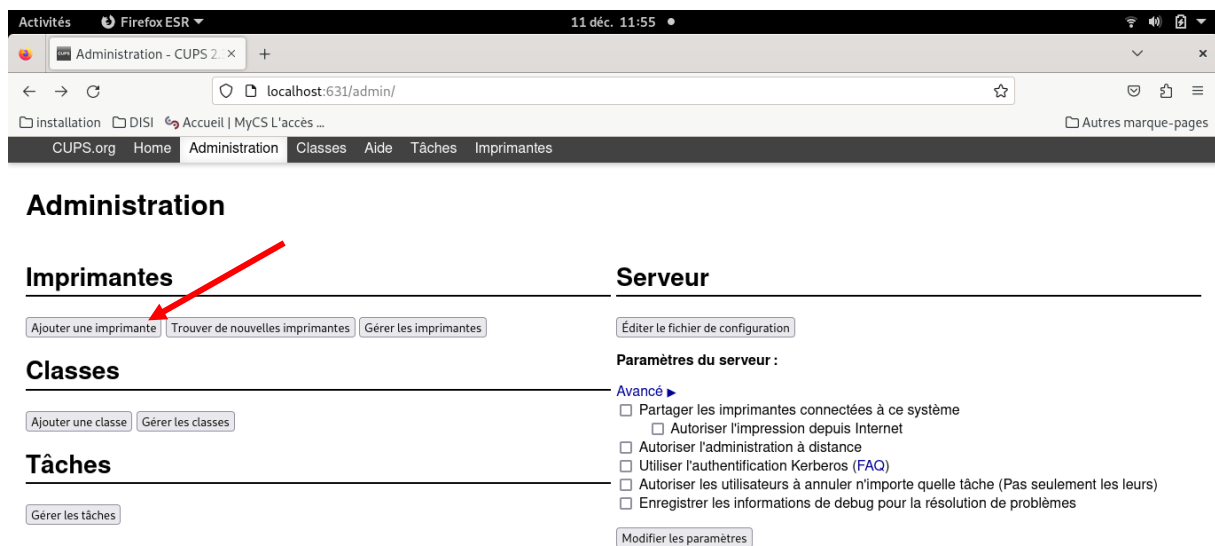 Activités Firefox ESR 11 déc. 11:55
Administration - CUPS 2.
localhost:631/admin/
installation DISI Accueil | MyCS L'accès ... Autres marque-pages
CUPS.org Home Administration Classes Aide Tâches Imprimantes
Administration
Imprimantes
Ajouter une imprimante Trouver de nouvelles imprimantes Gérer les imprimantes
Classes
Ajouter une classe Gérer les classes
Tâches
Gérer les tâches
Serveur
Éditer le fichier de configuration
Paramètres du serveur :
Avancé ▸
Partager les imprimantes connectées à ce système
Autoriser l'impression depuis Internet
Autoriser l'administration à distance
Utiliser l'authentification Kerberos (FAQ)
Autoriser les utilisateurs à annuler n'importe quelle tâche (Pas seulement les leurs)
Enregistrer les informations de debug pour la résolution de problèmes
Modifier les paramètres